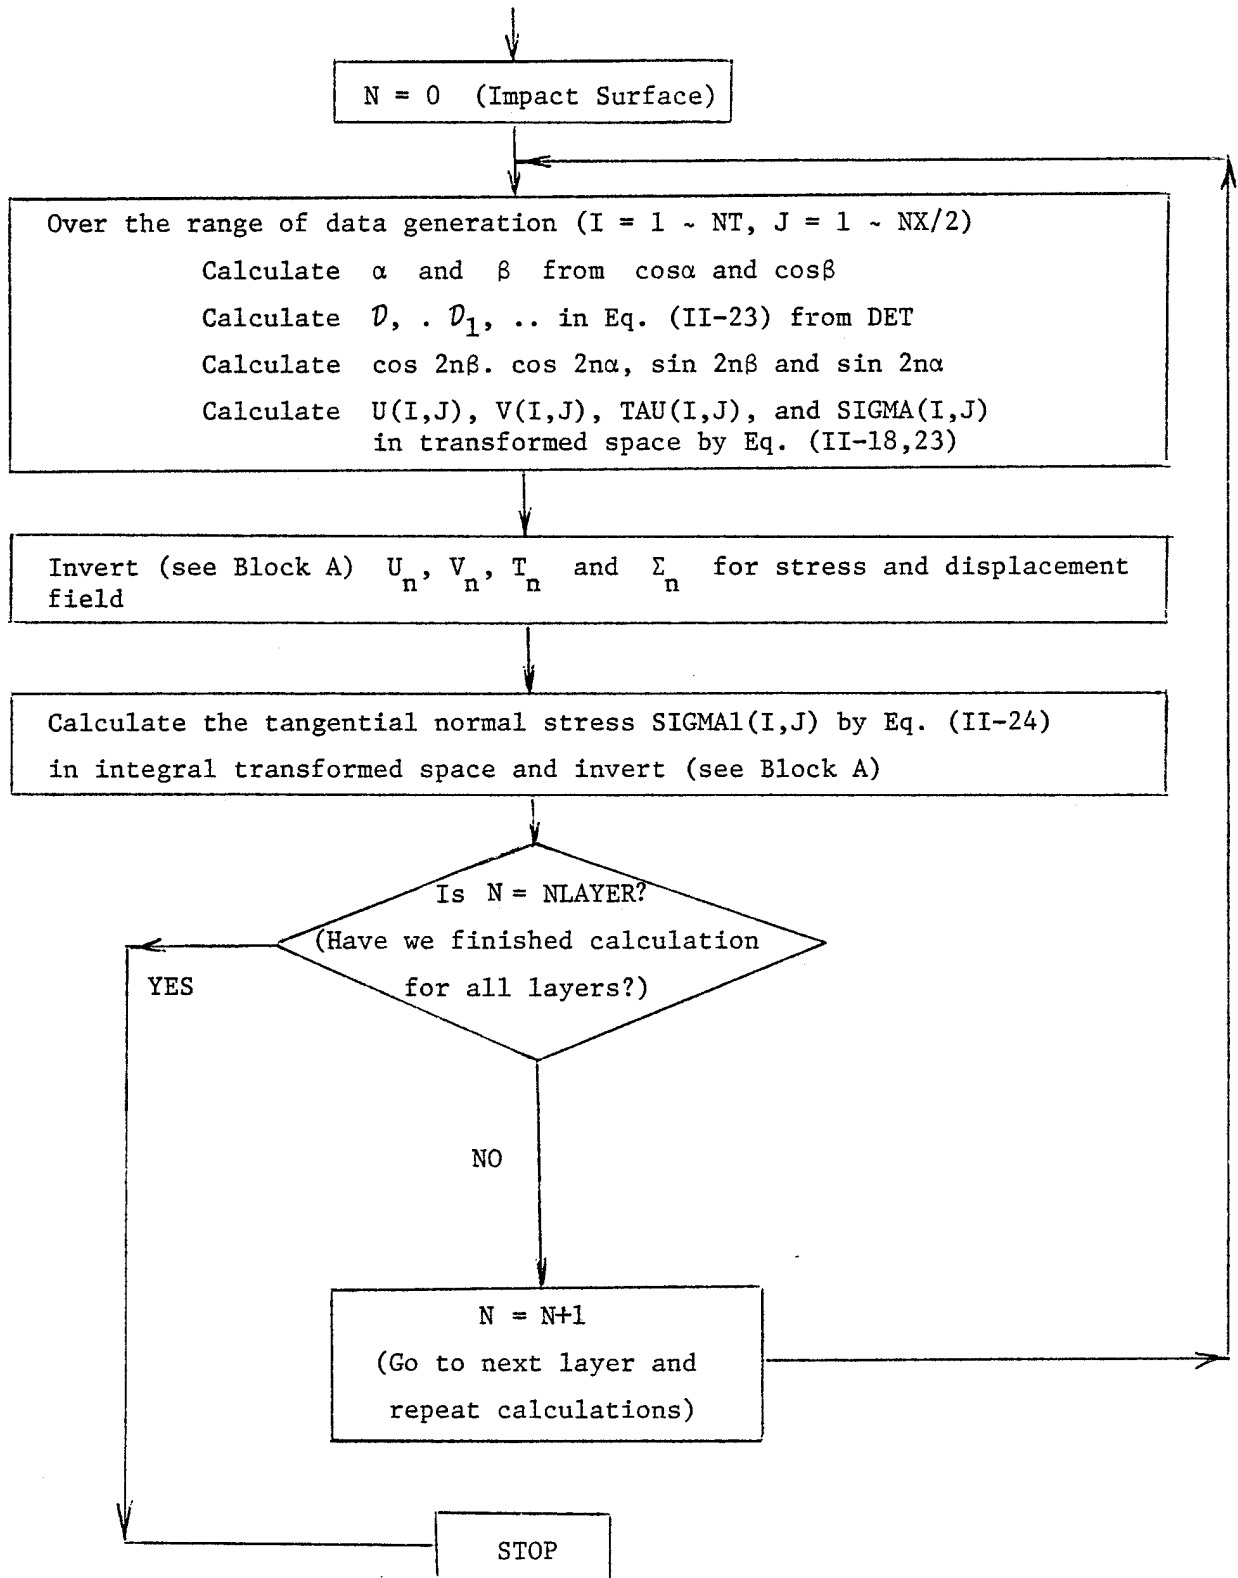 N = 0 (Impact Surface)
Over the range of data generation (I = 1 ~ NT, J = 1 ~ NX/2)
Calculate α and β from cosα and cosβ
Calculate 𝒟, . 𝒟₁, .. in Eq. (II-23) from DET
Calculate cos 2nβ. cos 2nα, sin 2nβ and sin 2nα
Calculate U(I,J), V(I,J), TAU(I,J), and SIGMA(I,J)
in transformed space by Eq. (II-18,23)
Invert (see Block A) Uₙ, Vₙ, Tₙ and Σₙ for stress and displacement
field
Calculate the tangential normal stress SIGMA1(I,J) by Eq. (II-24)
in integral transformed space and invert (see Block A)
Is N = NLAYER?
(Have we finished calculation
for all layers?)
YES
NO
N = N+1
(Go to next layer and
repeat calculations)
STOP